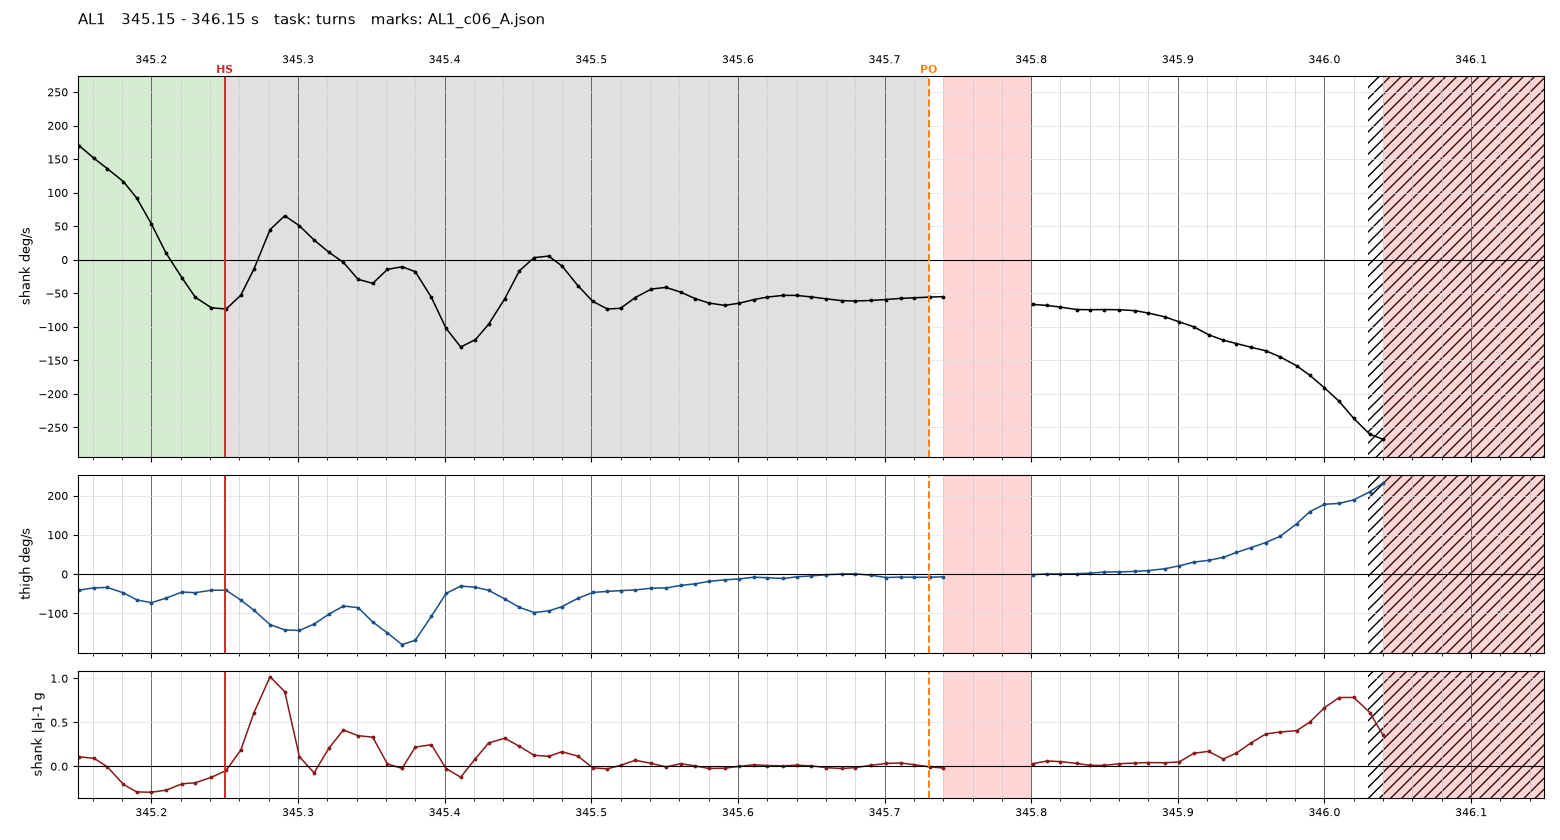 AL1   345.15 - 346.15 s   task: turns   marks: AL1_c06_A.json
345.2 345.3 345.4 345.5 345.6 345.7 345.8 345.9 346.0 346.1
HS PO
shank deg/s
250
200
150
100
50
0
−50
−100
−150
−200
−250
thigh deg/s
200
100
0
−100
shank |a|-1 g
1.0
0.5
0.0
345.2 345.3 345.4 345.5 345.6 345.7 345.8 345.9 346.0 346.1